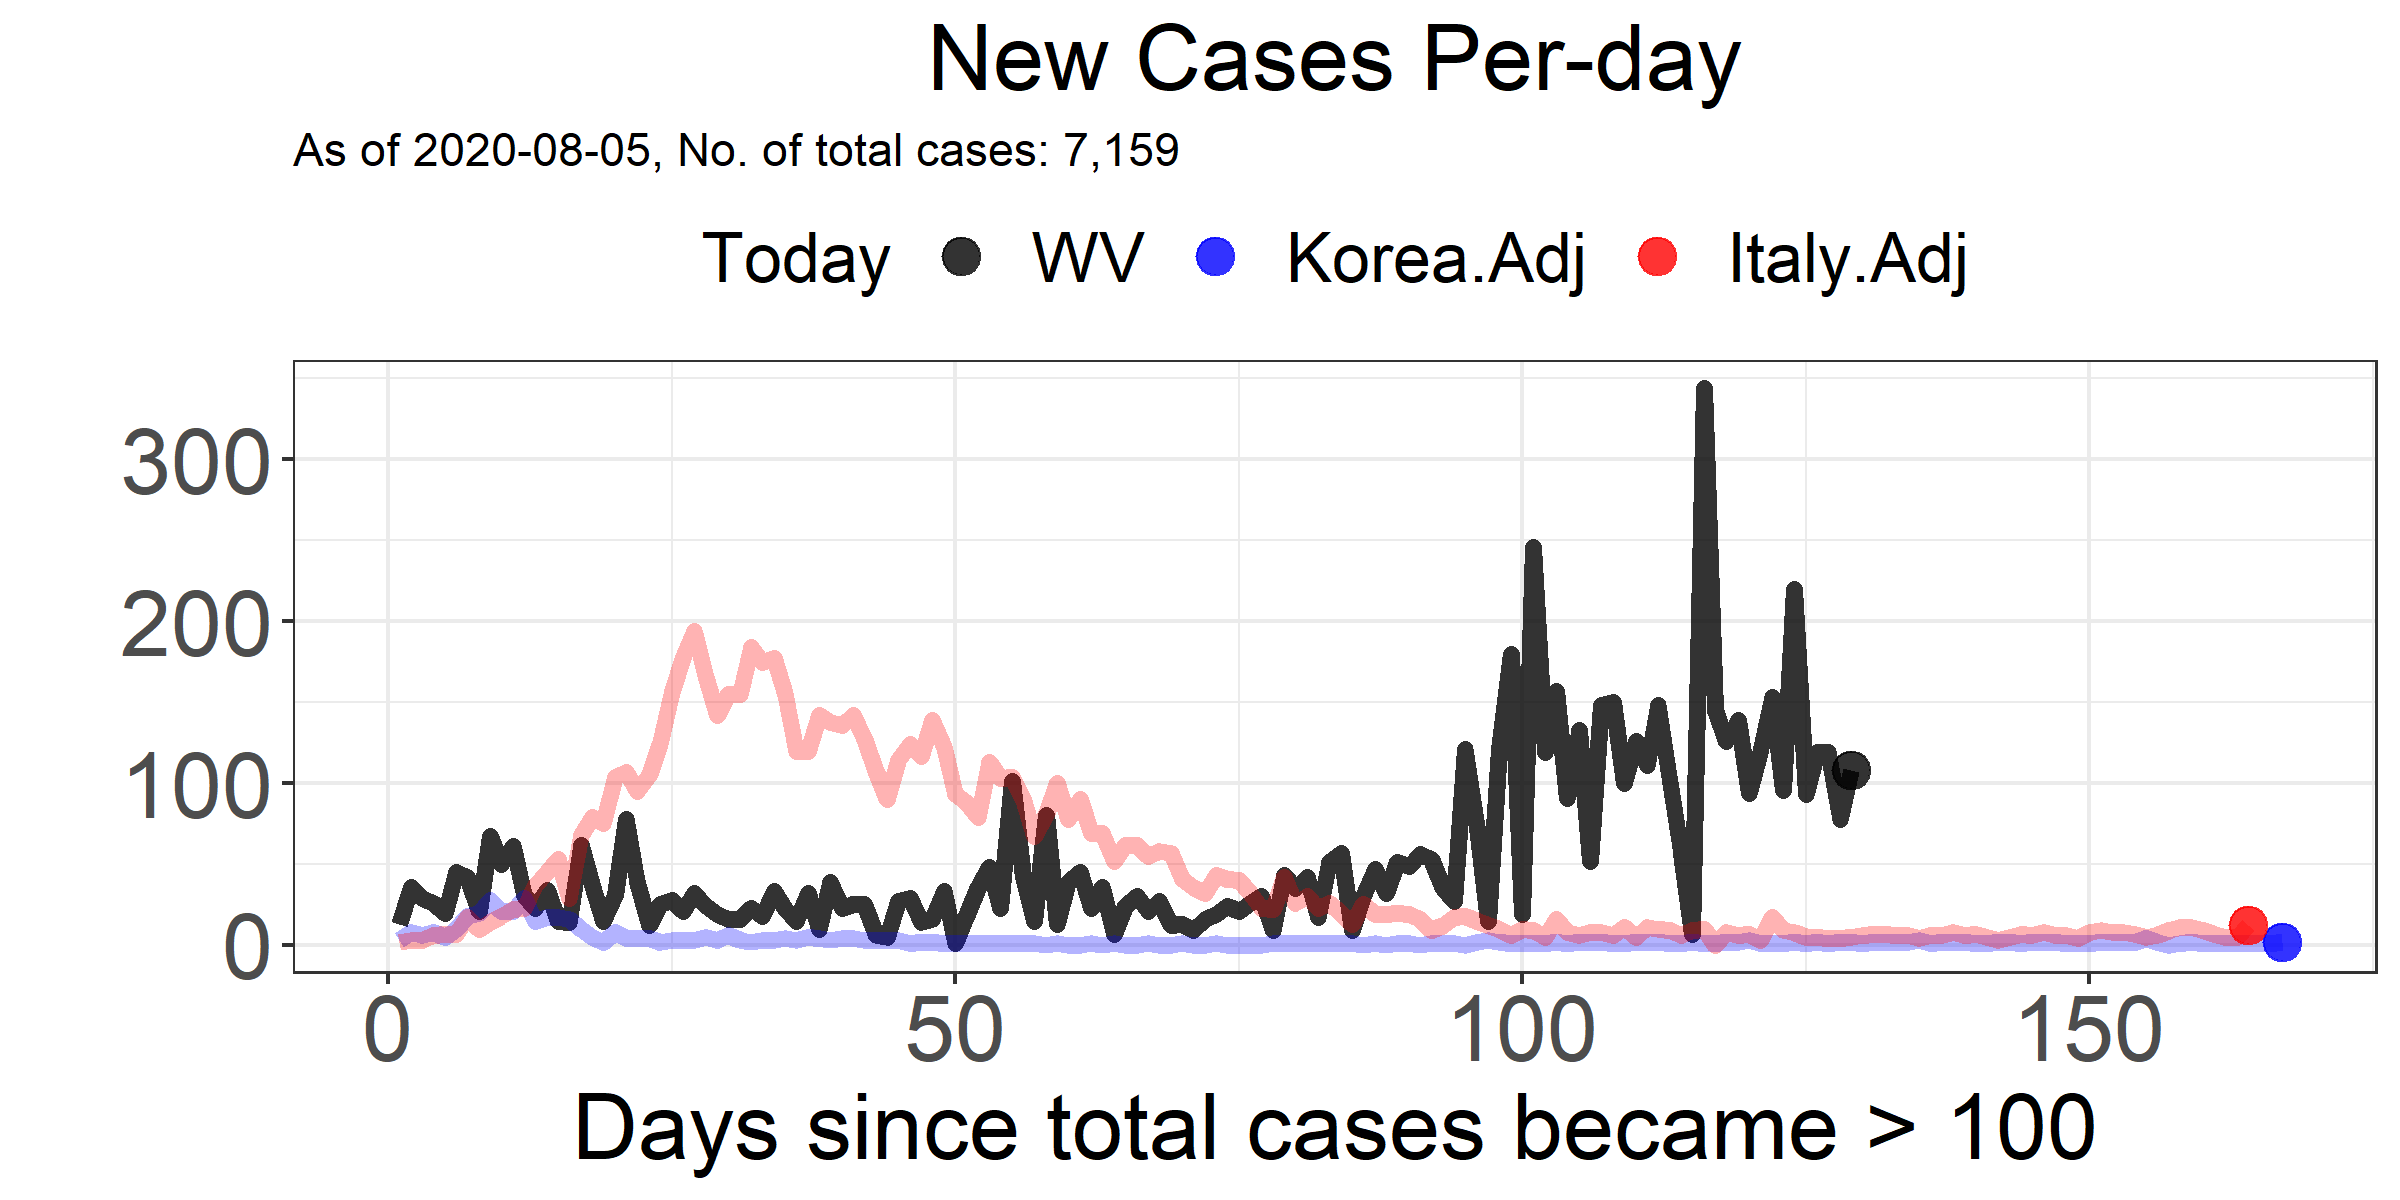 New Cases Per-day
As of 2020-08-05, No. of total cases: 7,159
Today WV Korea.Adj Italy.Adj
300
200
100
0
0 50 100 150
Days since total cases became > 100